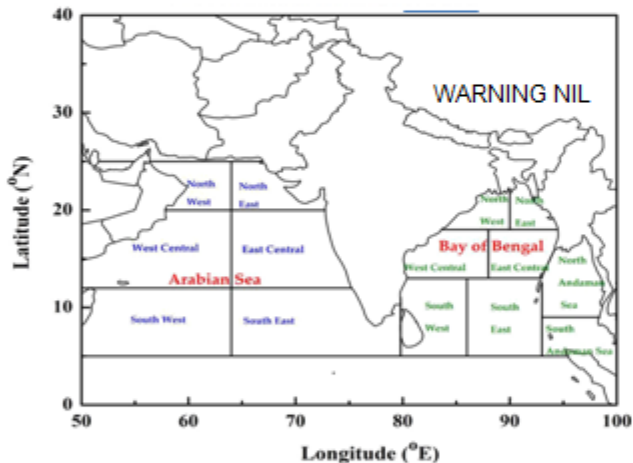 40
WARNING NIL
30
Latitude (°N)
North
West
North
East
20
North
West
North
East
West Central
East Central
Bay of Bengal
West Central
East Central
North
Andaman
Sea
Arabian Sea
10
South West
South East
South
West
South
East
South
Andaman Sea
0
50
60
70
80
90
100
Longitude (°E)